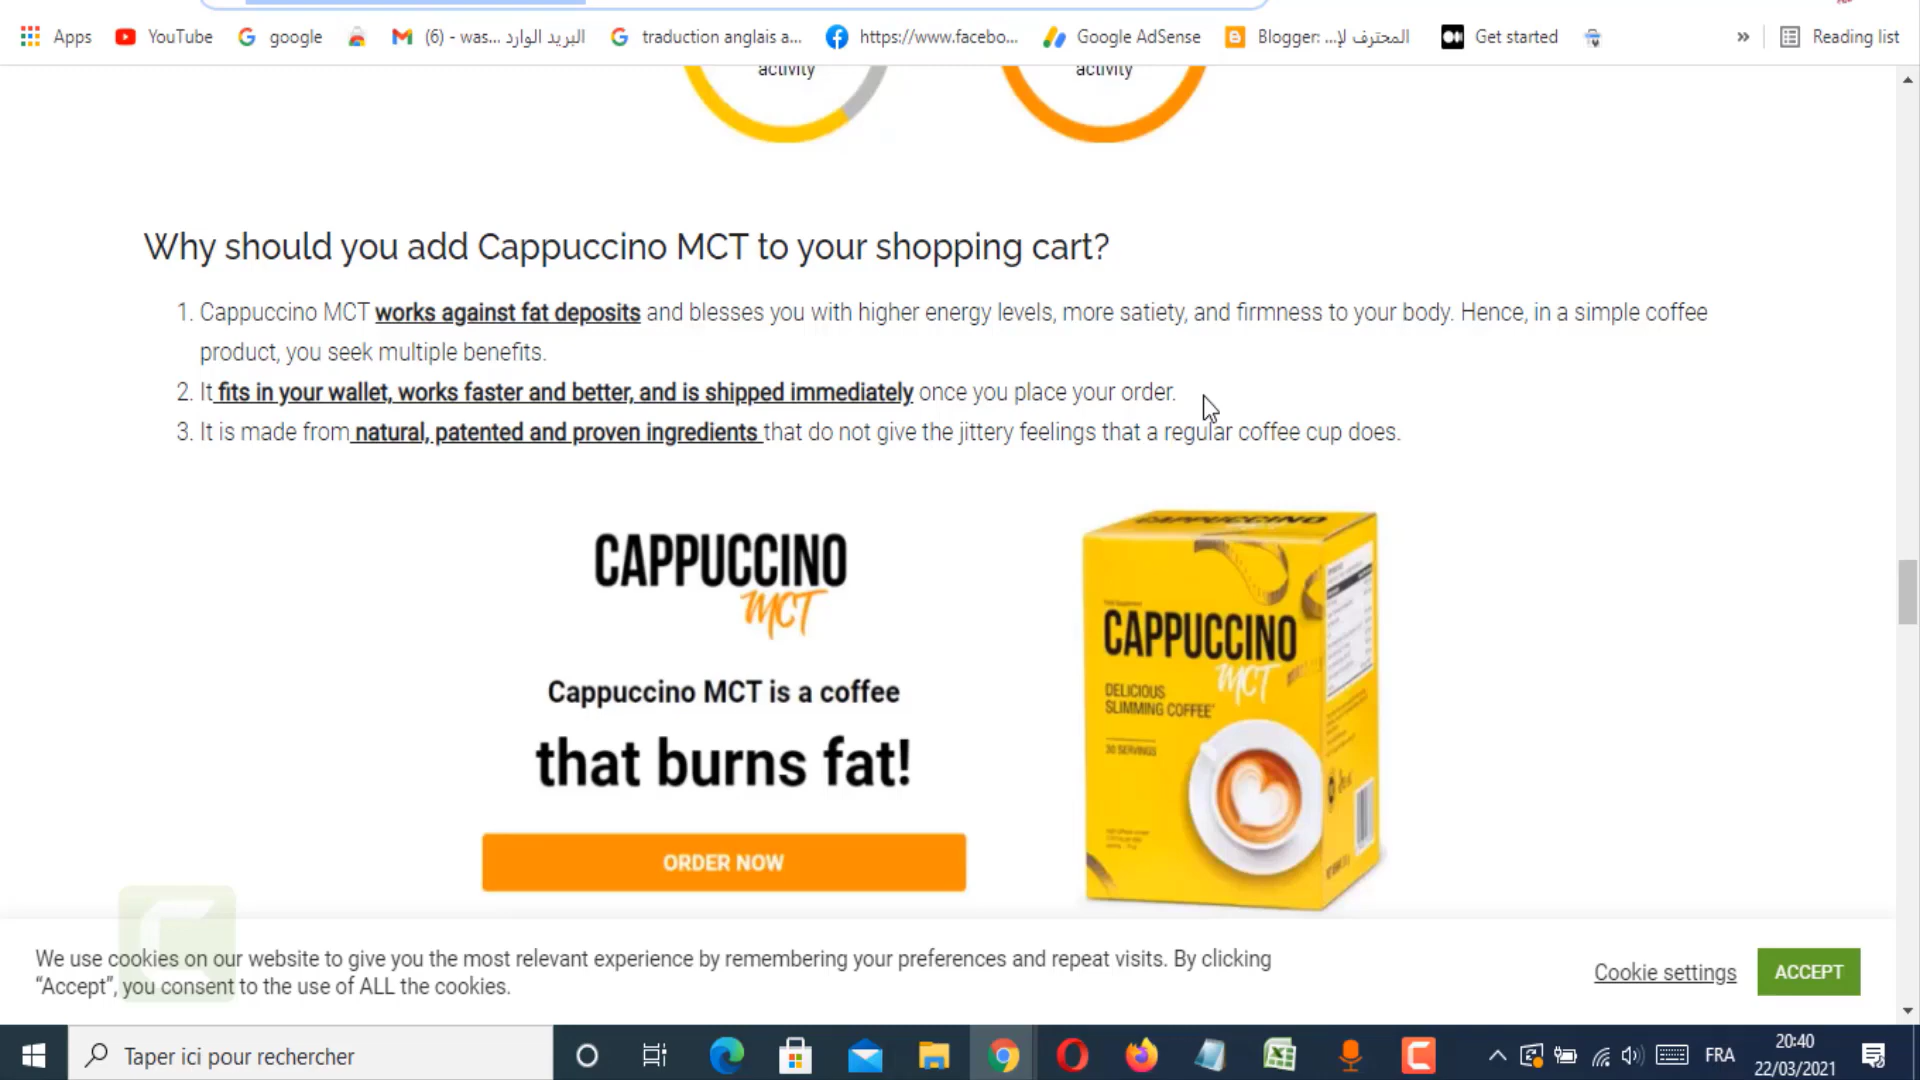 Apps
YouTube
google
(6) - was... البريد الوارد
traduction anglais a...
https://www.facebo...
Google AdSense
Blogger: ...المحترف لإ
Get started
»
Reading list
activity
activity
Why should you add Cappuccino MCT to your shopping cart?
1. Cappuccino MCT works against fat deposits and blesses you with higher energy levels, more satiety, and firmness to your body. Hence, in a simple coffee
product, you seek multiple benefits.
2. It fits in your wallet, works faster and better, and is shipped immediately once you place your order.
3. It is made from natural, patented and proven ingredients that do not give the jittery feelings that a regular coffee cup does.
CAPPUCCINO
MCT
Cappuccino MCT is a coffee
that burns fat!
ORDER NOW
CAPPUCCINO
CAPPUCCINO
MCT
DELICIOUS
SLIMMING COFFEE
30 SERVINGS
We use cookies on our website to give you the most relevant experience by remembering your preferences and repeat visits. By clicking
“Accept”, you consent to the use of ALL the cookies.
Cookie settings
ACCEPT
Taper ici pour rechercher
FRA
20:40
22/03/2021